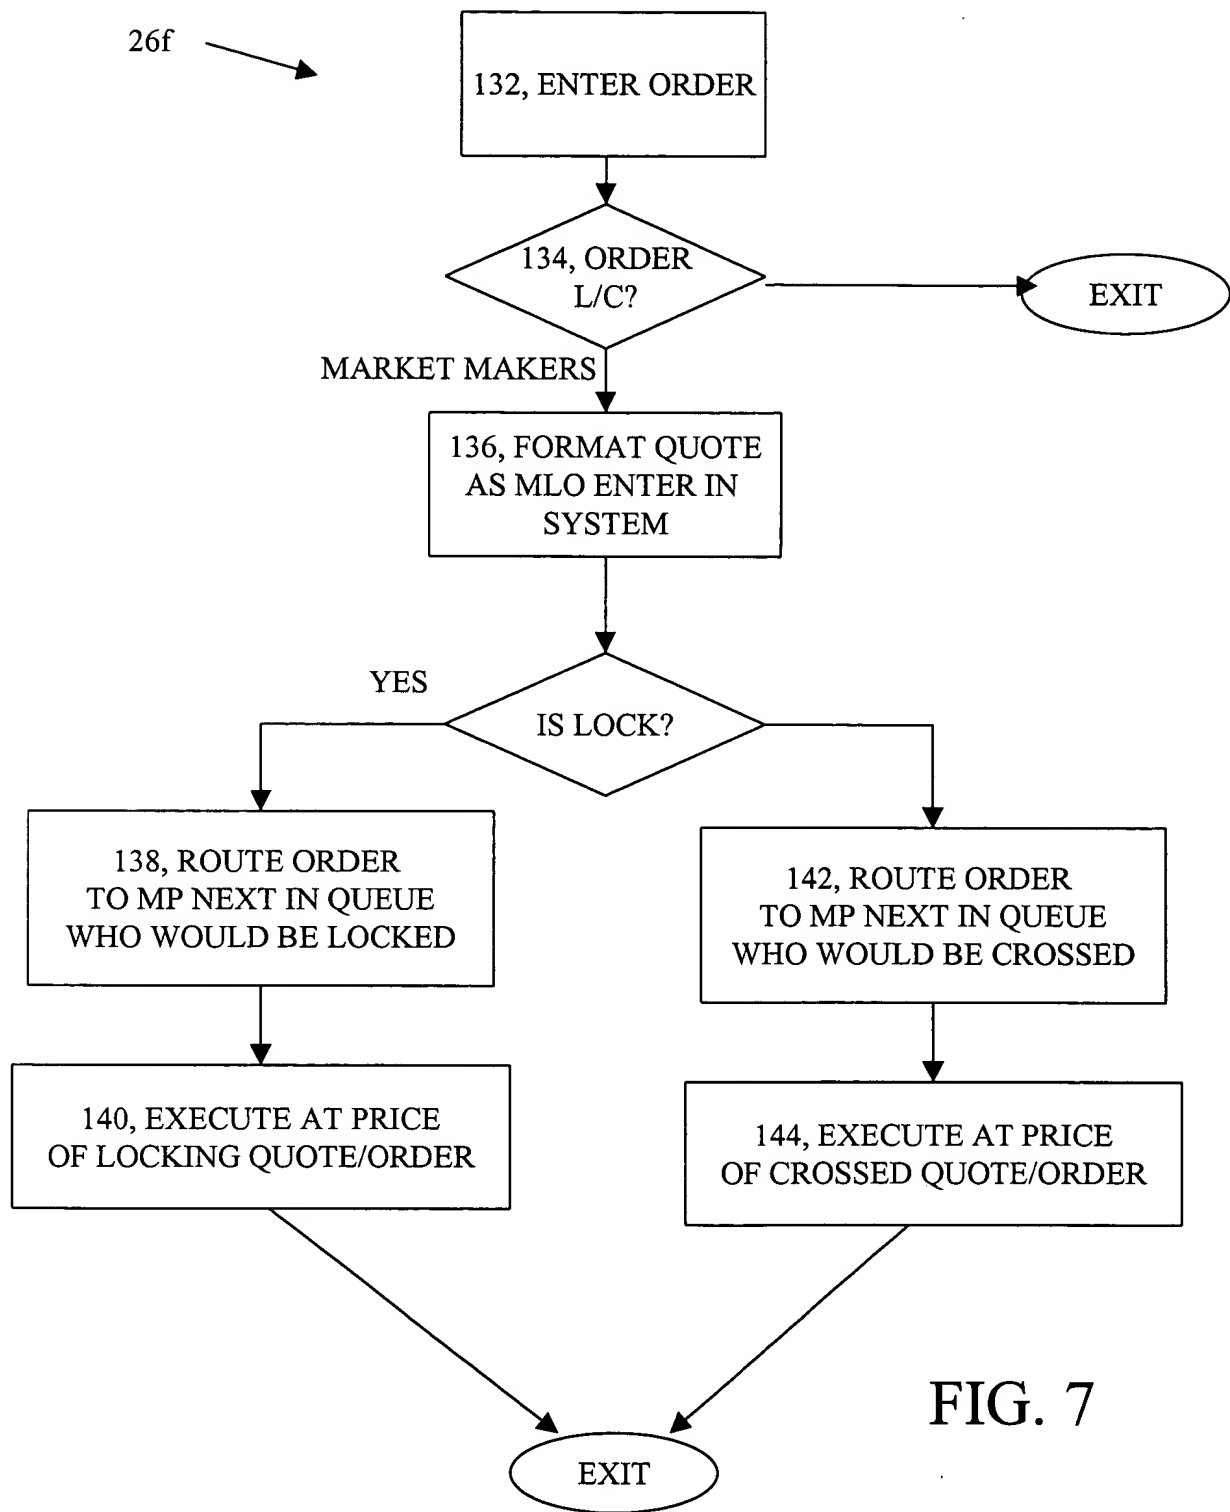 26f
132, ENTER ORDER
134, ORDER
L/C?
EXIT
MARKET MAKERS
136, FORMAT QUOTE
AS MLO ENTER IN
SYSTEM
YES
IS LOCK?
138, ROUTE ORDER
TO MP NEXT IN QUEUE
WHO WOULD BE LOCKED
142, ROUTE ORDER
TO MP NEXT IN QUEUE
WHO WOULD BE CROSSED
140, EXECUTE AT PRICE
OF LOCKING QUOTE/ORDER
144, EXECUTE AT PRICE
OF CROSSED QUOTE/ORDER
FIG. 7
EXIT